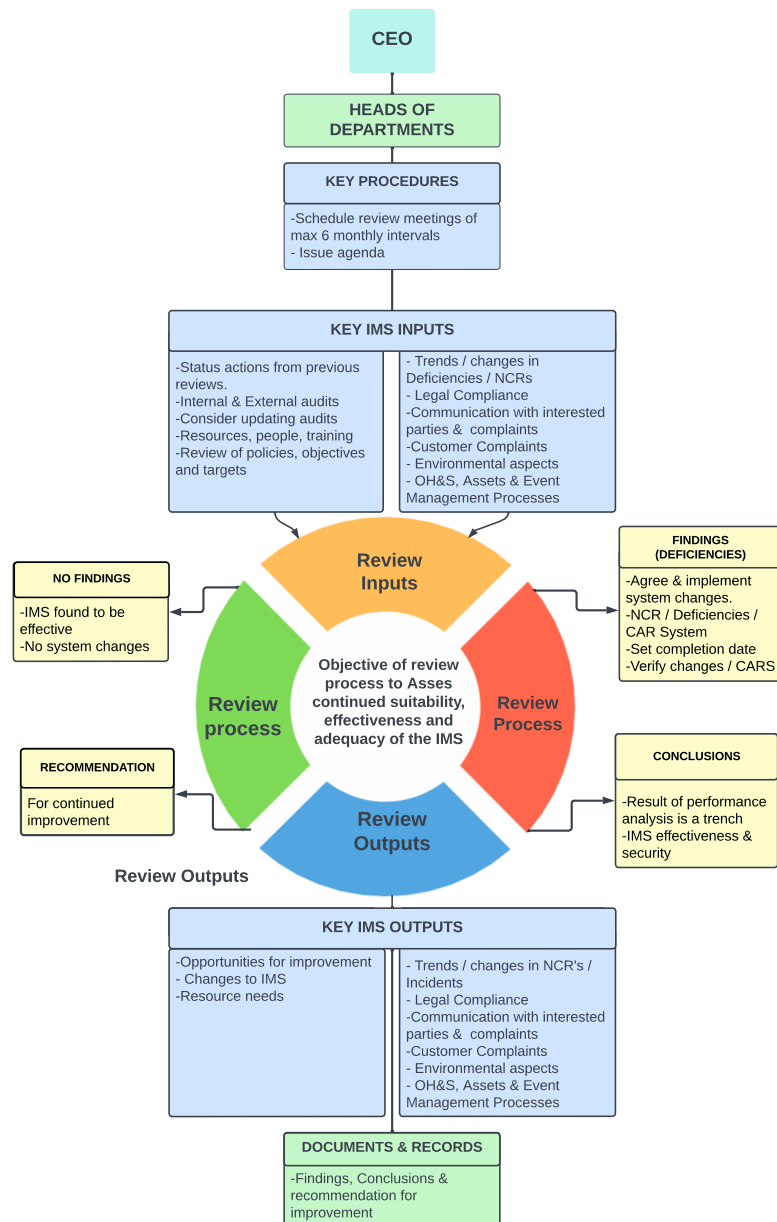 CEO
HEADS OF
DEPARTMENTS
KEY PROCEDURES
-Schedule review meetings of
max 6 monthly intervals
- Issue agenda
KEY IMS INPUTS
-Status actions from previous
reviews.
-Internal & External audits
-Consider updating audits
-Resources, people, training
-Review of policies, objectives
and targets
- Trends / changes in
Deficiencies / NCRs
- Legal Compliance
-Communication with interested
parties &  complaints
-Customer Complaints
- Environmental aspects
- OH&S, Assets & Event
Management Processes
Review
Inputs
NO FINDINGS
-IMS found to be
effective
-No system changes
FINDINGS
(DEFICIENCIES)
-Agree & implement
system changes.
-NCR / Deficiencies /
CAR System
-Set completion date
-Verify changes / CARS
Review
process
Objective of review
process to Asses
continued suitability,
effectiveness and
adequacy of the IMS
Review
Process
RECOMMENDATION
For continued
improvement
CONCLUSIONS
-Result of performance
analysis is a trench
-IMS effectiveness &
security
Review
Outputs
Review Outputs
KEY IMS OUTPUTS
-Opportunities for improvement
- Changes to IMS
-Resource needs
- Trends / changes in NCR's /
Incidents
- Legal Compliance
-Communication with interested
parties &  complaints
-Customer Complaints
- Environmental aspects
- OH&S, Assets & Event
Management Processes
DOCUMENTS & RECORDS
-Findings, Conclusions &
recommendation for
improvement